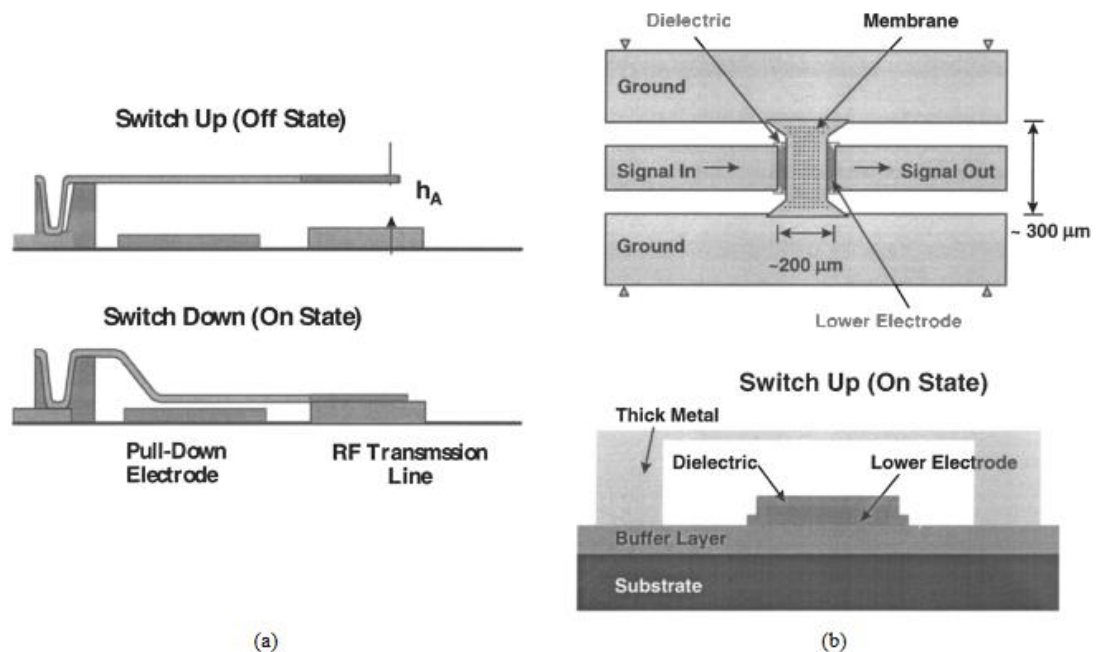 Switch Up (Off State)
h_A
Switch Down (On State)
Pull-Down
Electrode
RF Transmssion
Line
(a)
Dielectric
Membrane
Ground
Signal In
Signal Out
Ground
~ 300 μm
~200 μm
Lower Electrode
Switch Up (On State)
Thick Metal
Dielectric
Lower Electrode
Buffer Layer
Substrate
(b)